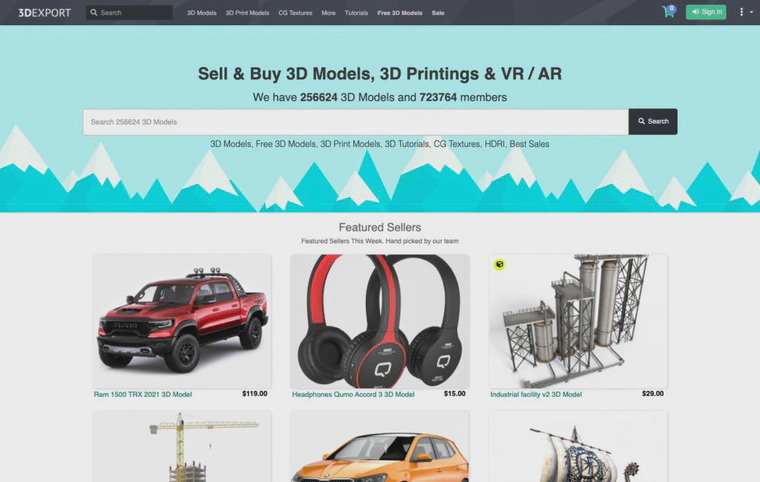 3DEXPORT
Search
3D Models
3D Print Models
CG Textures
More
Tutorials
Free 3D Models
Sale
0
Sign in
Sell & Buy 3D Models, 3D Printings & VR / AR
We have 256624 3D Models and 723764 members
Search 256624 3D Models
Search
3D Models, Free 3D Models, 3D Print Models, 3D Tutorials, CG Textures, HDRI, Best Sales
Featured Sellers
Featured Sellers This Week. Hand picked by our team
Ram 1500 TRX 2021 3D Model
$119.00
Headphones Qumo Accord 3 3D Model
$15.00
Industrial facility v2 3D Model
$29.00